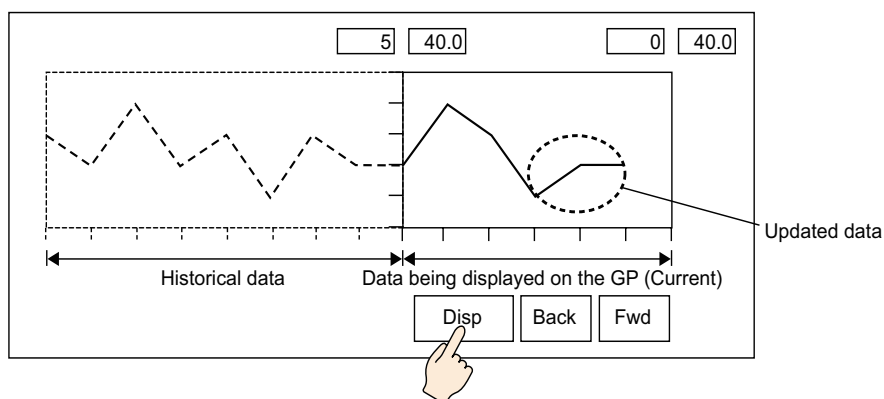 5 40.0 0 40.0
Updated data
Historical data Data being displayed on the GP (Current)
Disp Back Fwd